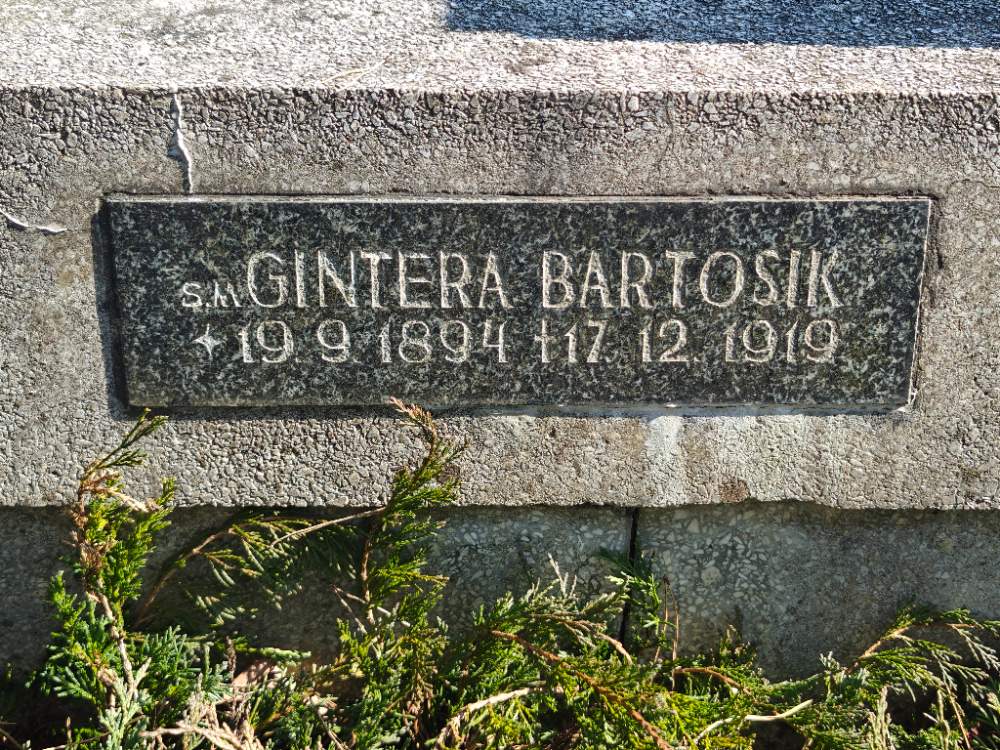 S.M GINTERA BARTOSIK
19. 9. 1894 †17. 12. 1919